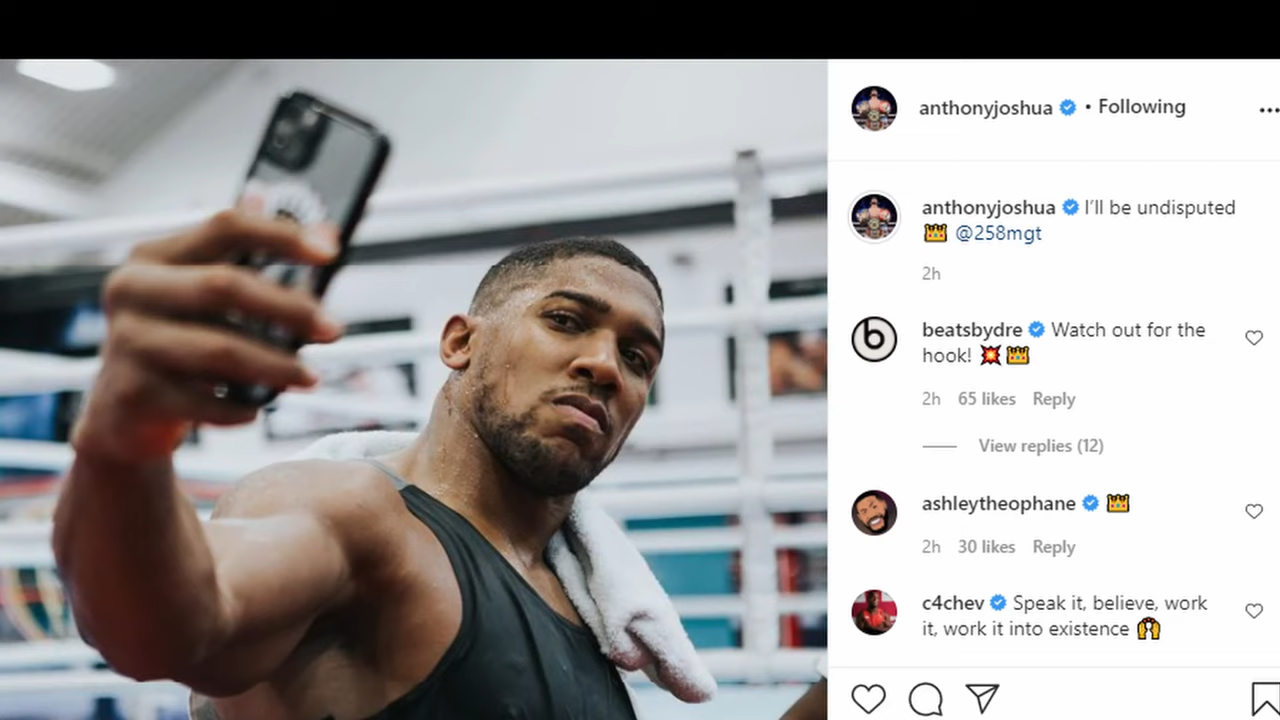 anthonyjoshua • Following
anthonyjoshua I'll be undisputed
👑 @258mgt
2h
beatsbydre Watch out for the
hook! 💥👑
2h 65 likes Reply
View replies (12)
ashleytheophane 👑
2h 30 likes Reply
c4chev Speak it, believe, work
it, work it into existence 🙌